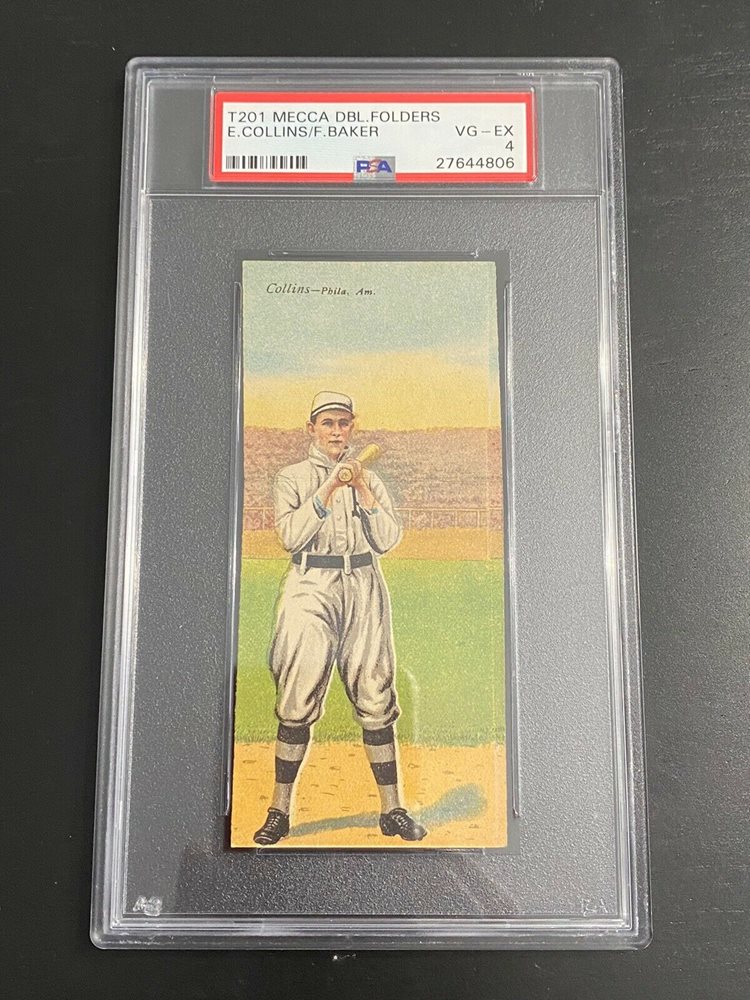 T201 MECCA DBL.FOLDERS
E.COLLINS/F.BAKER VG-EX
4
PSA 27644806
Collins—Phila. Am.